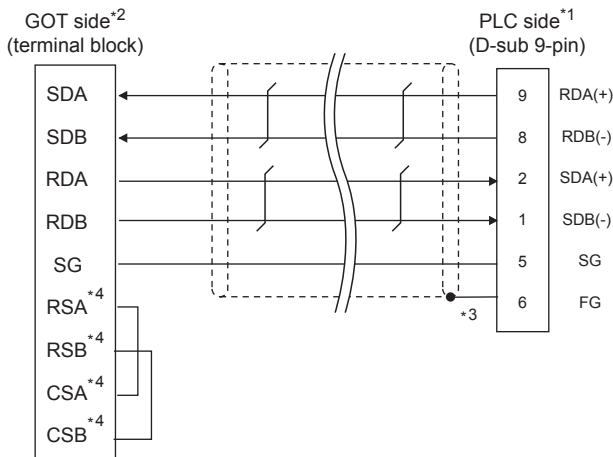 GOT side*2
(terminal block)
PLC side*1
(D-sub 9-pin)
SDA 9 RDA(+)
SDB 8 RDB(-)
RDA 2 SDA(+)
RDB 1 SDB(-)
SG 5 SG
RSA*4 *3 6 FG
RSB*4
CSA*4
CSB*4